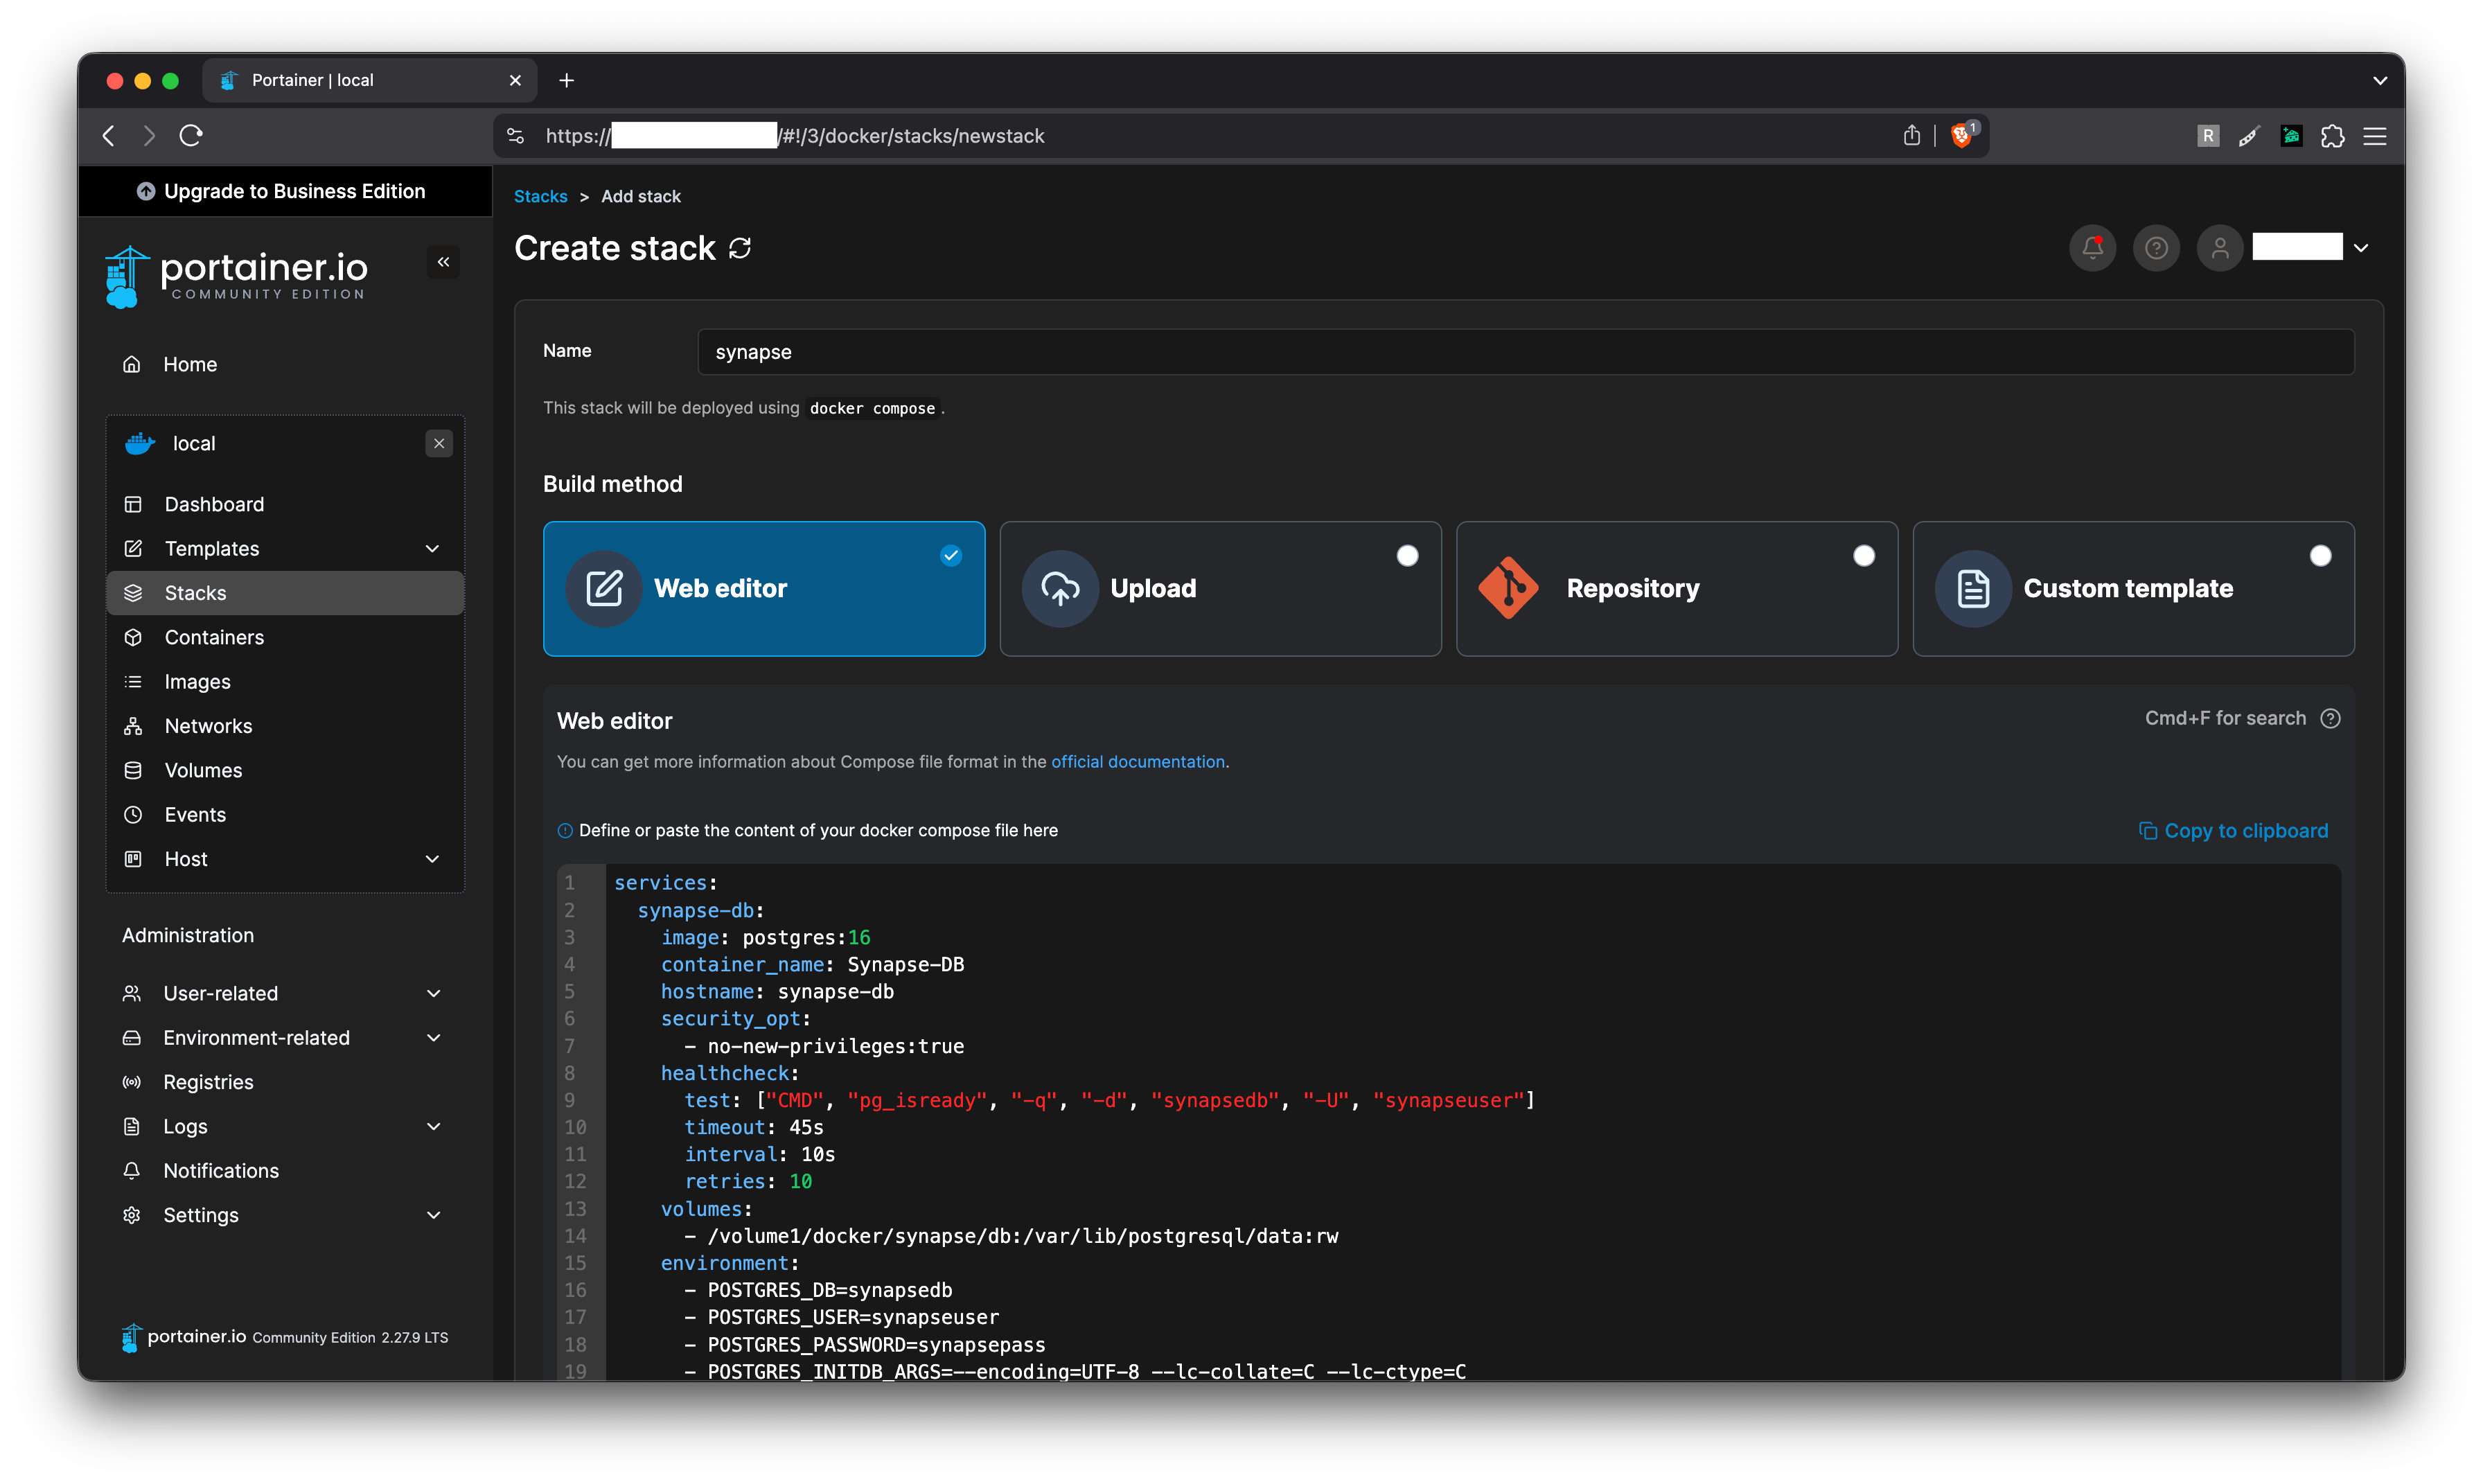 Portainer | local
https:// /#!/3/docker/stacks/newstack
1
R
Upgrade to Business Edition
portainer.io
COMMUNITY EDITION
Home
local
Dashboard
Templates
Stacks
Containers
Images
Networks
Volumes
Events
Host
Administration
User-related
Environment-related
Registries
Logs
Notifications
Settings
portainer.io Community Edition 2.27.9 LTS
Stacks > Add stack
Create stack
Name synapse
This stack will be deployed using docker compose.
Build method
Web editor
Upload
Repository
Custom template
Web editor
Cmd+F for search
You can get more information about Compose file format in the official documentation.
Define or paste the content of your docker compose file here
Copy to clipboard
1 services:
2   synapse-db:
3     image: postgres:16
4     container_name: Synapse-DB
5     hostname: synapse-db
6     security_opt:
7       - no-new-privileges:true
8     healthcheck:
9       test: ["CMD", "pg_isready", "-q", "-d", "synapsedb", "-U", "synapseuser"]
10       timeout: 45s
11       interval: 10s
12       retries: 10
13     volumes:
14       - /volume1/docker/synapse/db:/var/lib/postgresql/data:rw
15     environment:
16       - POSTGRES_DB=synapsedb
17       - POSTGRES_USER=synapseuser
18       - POSTGRES_PASSWORD=synapsepass
19       - POSTGRES_INITDB_ARGS=--encoding=UTF-8 --lc-collate=C --lc-ctype=C